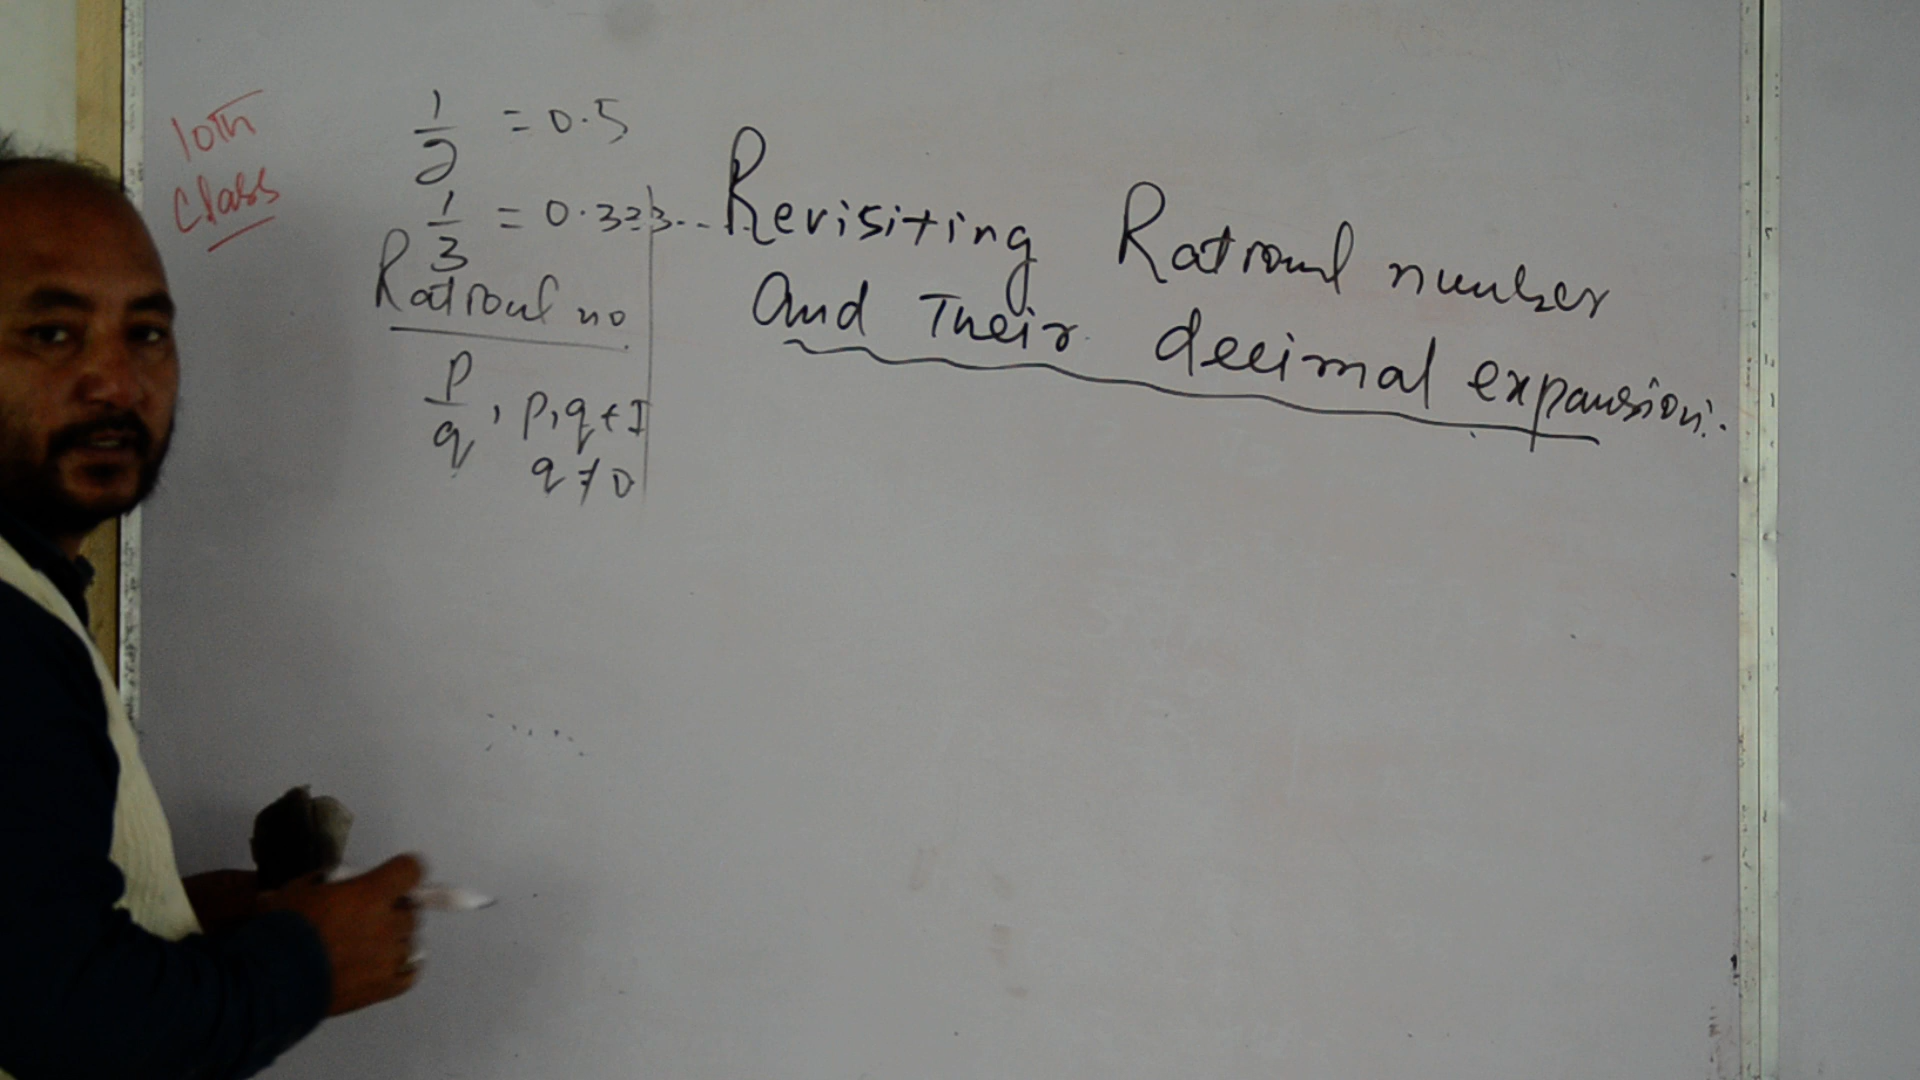 10th
Class
1/2 = 0.5
1/3 = 0.333...
Rational no
p/q, p,q ∈ I
q ≠ 0
Revisiting Rational number
and Their decimal expansion: